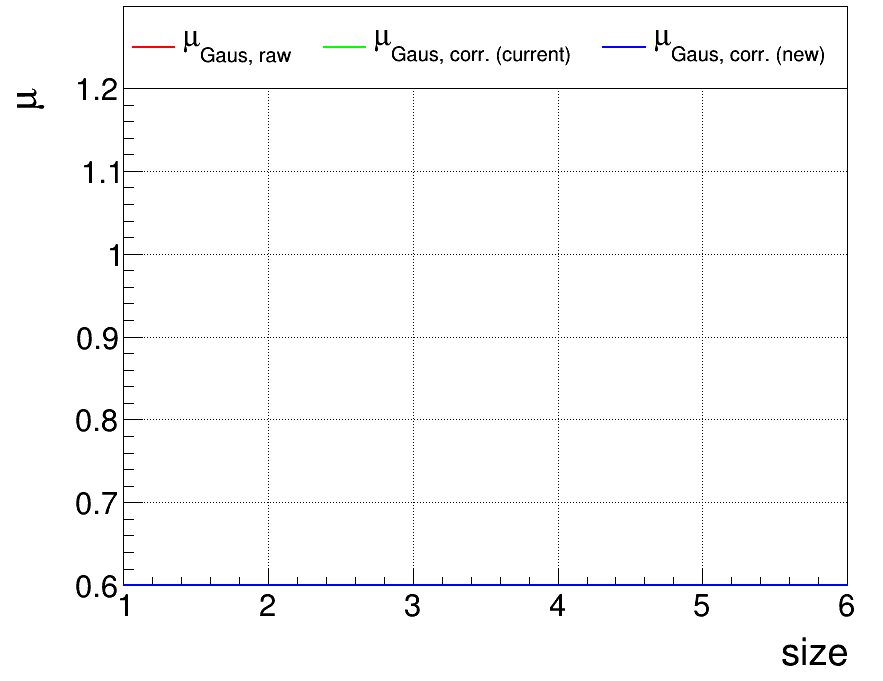 μGaus, raw μGaus, corr. (current) μGaus, corr. (new)
μ
1.2
1.1
1
0.9
0.8
0.7
0.6
1 2 3 4 5 6
size